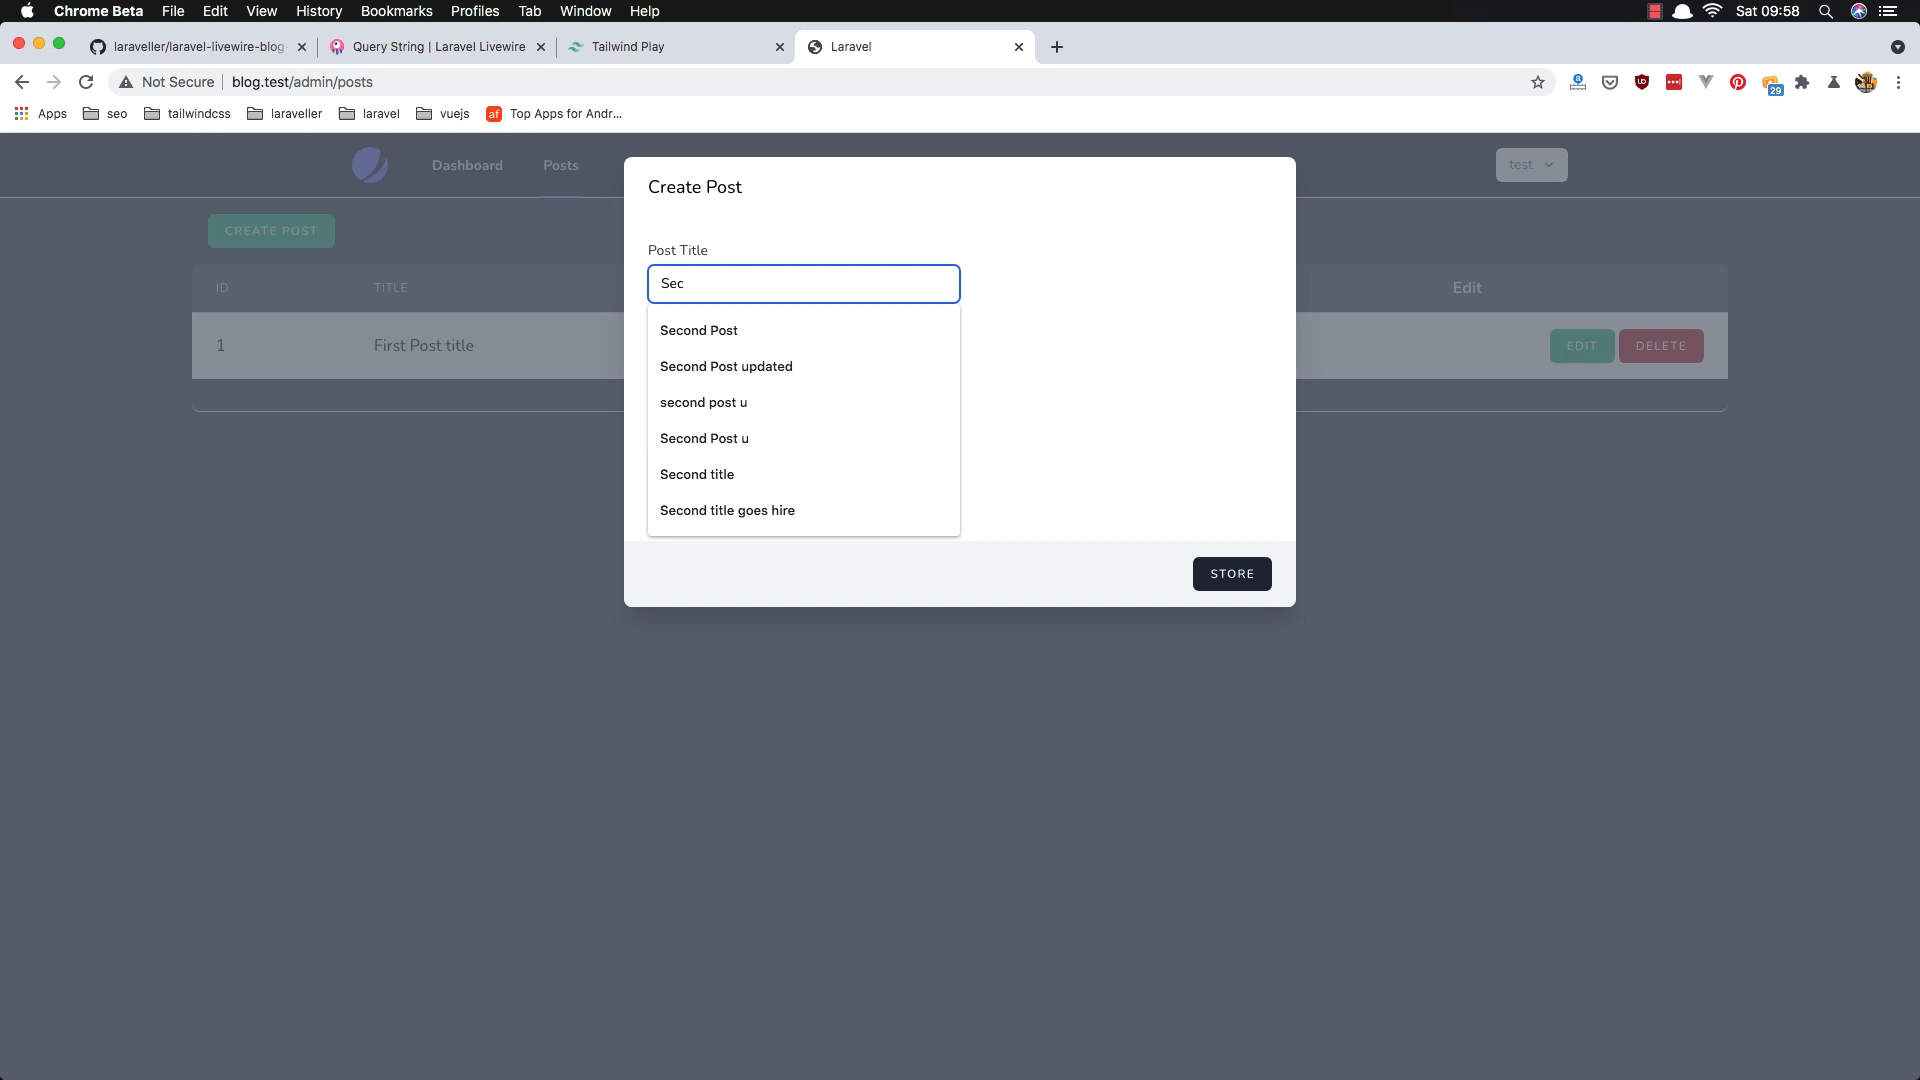 Chrome Beta File Edit View History Bookmarks Profiles Tab Window Help Sat 09:58
laraveller/laravel-livewire-blog Query String | Laravel Livewire Tailwind Play Laravel
Not Secure blog.test/admin/posts 29
Apps seo tailwindcss laraveller laravel vuejs af Top Apps for Andr...
Dashboard Posts test
Create Post
CREATE POST
Post Title
ID TITLE Edit
Sec
1 First Post title EDIT DELETE
Second Post
Second Post updated
second post u
Second Post u
Second title
Second title goes hire
STORE